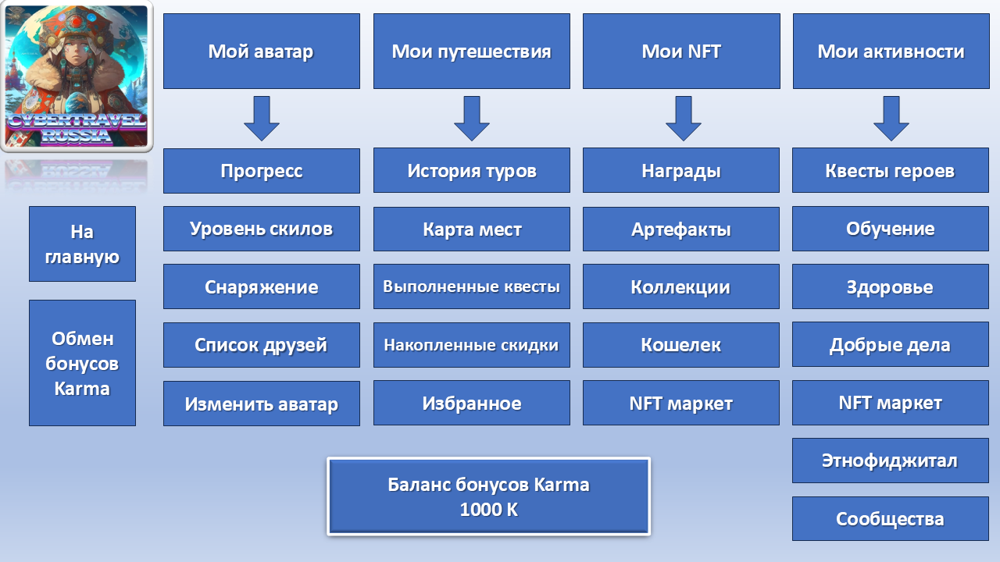 CYBERTRAVEL
RUSSIA
Мой аватар
Мои путешествия
Мои NFT
Мои активности
Прогресс
История туров
Награды
Квесты героев
На
главную
Уровень скилов
Карта мест
Артефакты
Обучение
Снаряжение
Выполненные квесты
Коллекции
Здоровье
Обмен
бонусов
Karma
Список друзей
Накопленные скидки
Кошелек
Добрые дела
Изменить аватар
Избранное
NFT маркет
NFT маркет
Этнофиджитал
Баланс бонусов Karma
1000 K
Сообщества